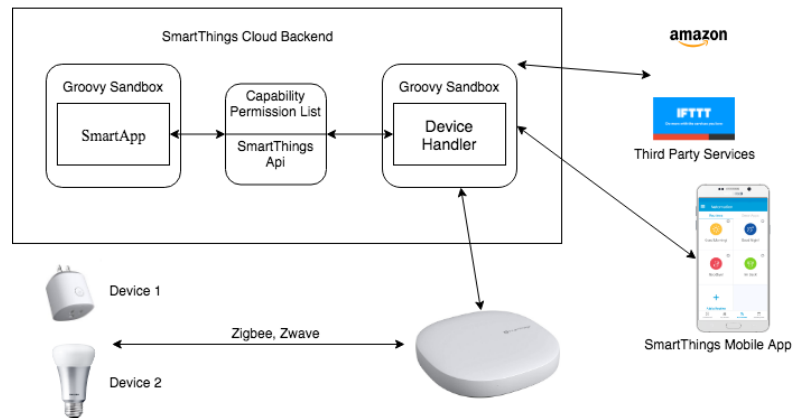 SmartThings Cloud Backend
Groovy Sandbox
SmartApp
Capability
Permission List
SmartThings
Api
Groovy Sandbox
Device
Handler
amazon
IFTTT
Third Party Services
SmartThings Mobile App
Device 1
Zigbee, Zwave
Device 2